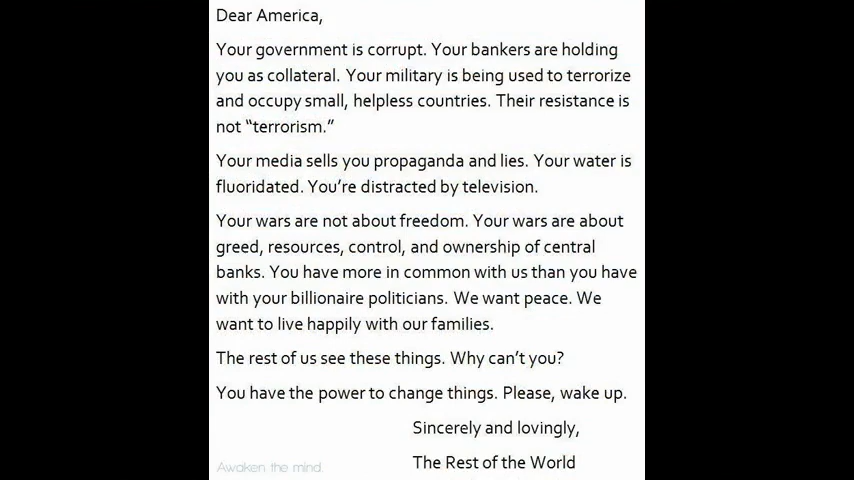 Dear America,
Your government is corrupt. Your bankers are holding
you as collateral. Your military is being used to terrorize
and occupy small, helpless countries. Their resistance is
not “terrorism.”
Your media sells you propaganda and lies. Your water is
fluoridated. You’re distracted by television.
Your wars are not about freedom. Your wars are about
greed, resources, control, and ownership of central
banks. You have more in common with us than you have
with your billionaire politicians. We want peace. We
want to live happily with our families.
The rest of us see these things. Why can’t you?
You have the power to change things. Please, wake up.
Sincerely and lovingly,
The Rest of the World
Awaken the mind.